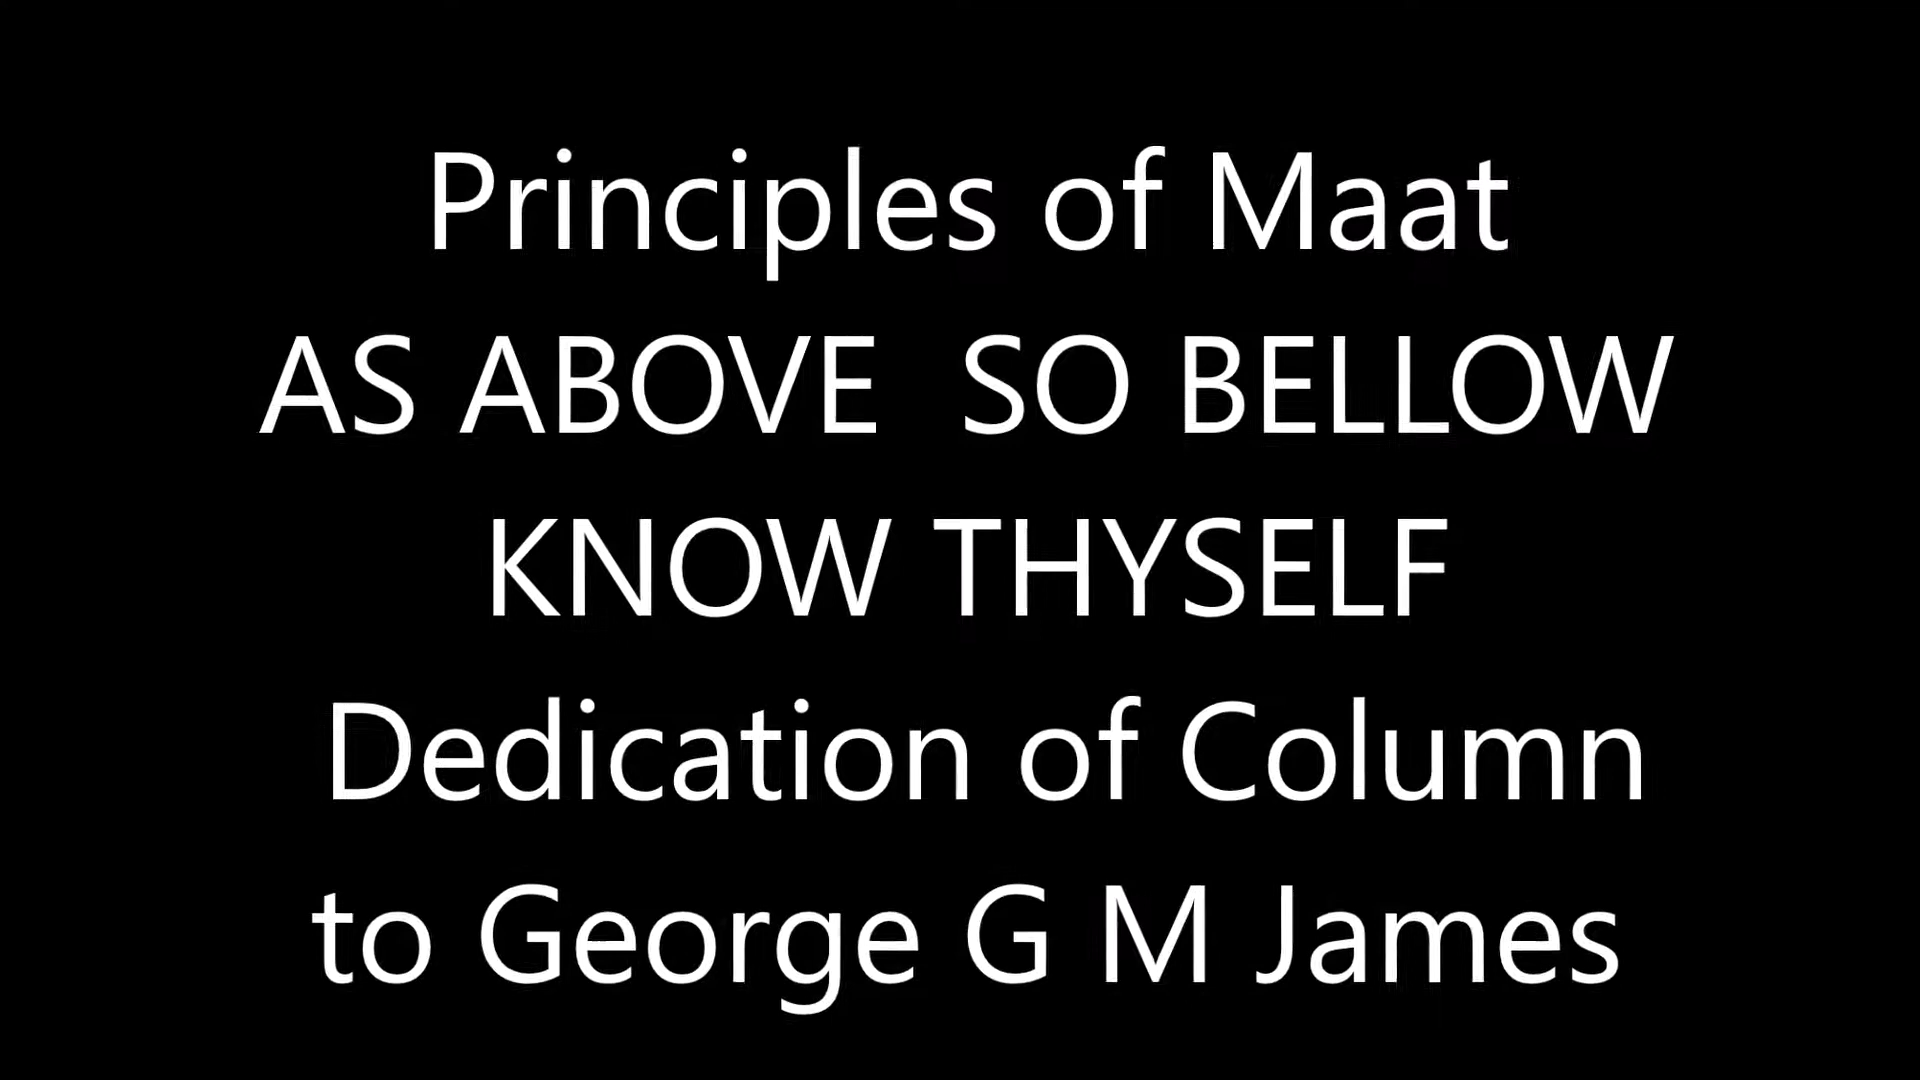 Principles of Maat
AS ABOVE  SO BELLOW
KNOW THYSELF
Dedication of Column
to George G M James